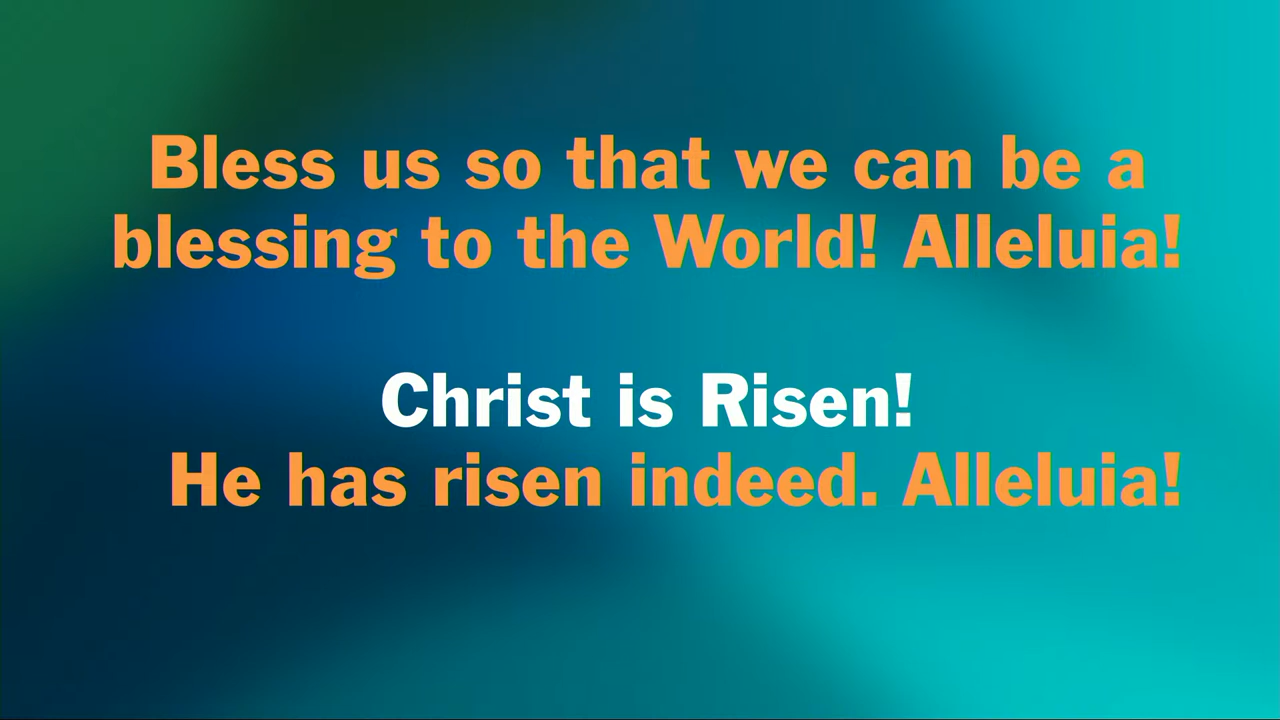 Bless us so that we can be a
blessing to the World! Alleluia!
Christ is Risen!
He has risen indeed. Alleluia!